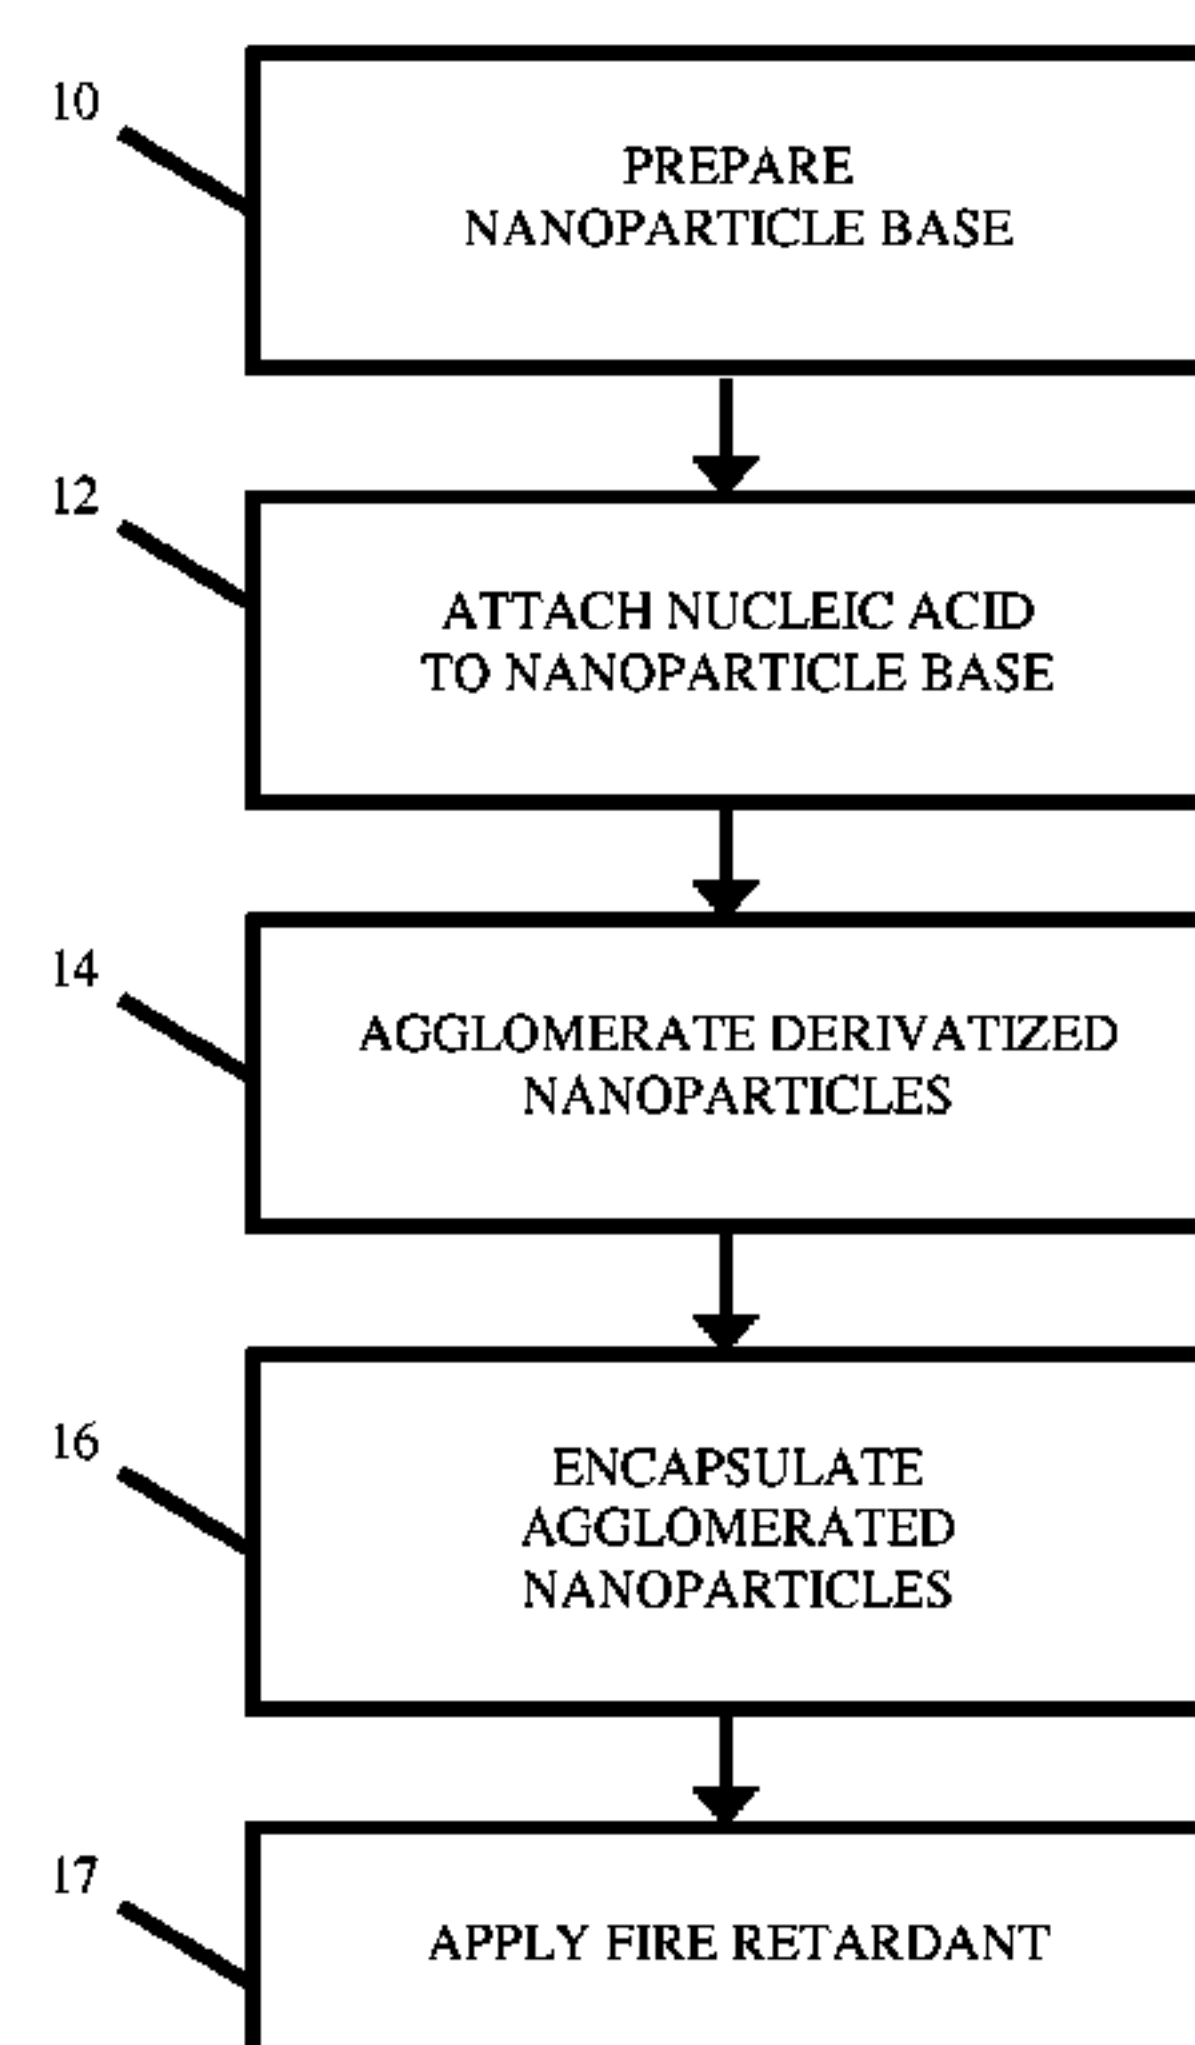 10
PREPARE
NANOPARTICLE BASE
12
ATTACH NUCLEIC ACID
TO NANOPARTICLE BASE
14
AGGLOMERATE DERIVATIZED
NANOPARTICLES
16
ENCAPSULATE
AGGLOMERATED
NANOPARTICLES
17
APPLY FIRE RETARDANT